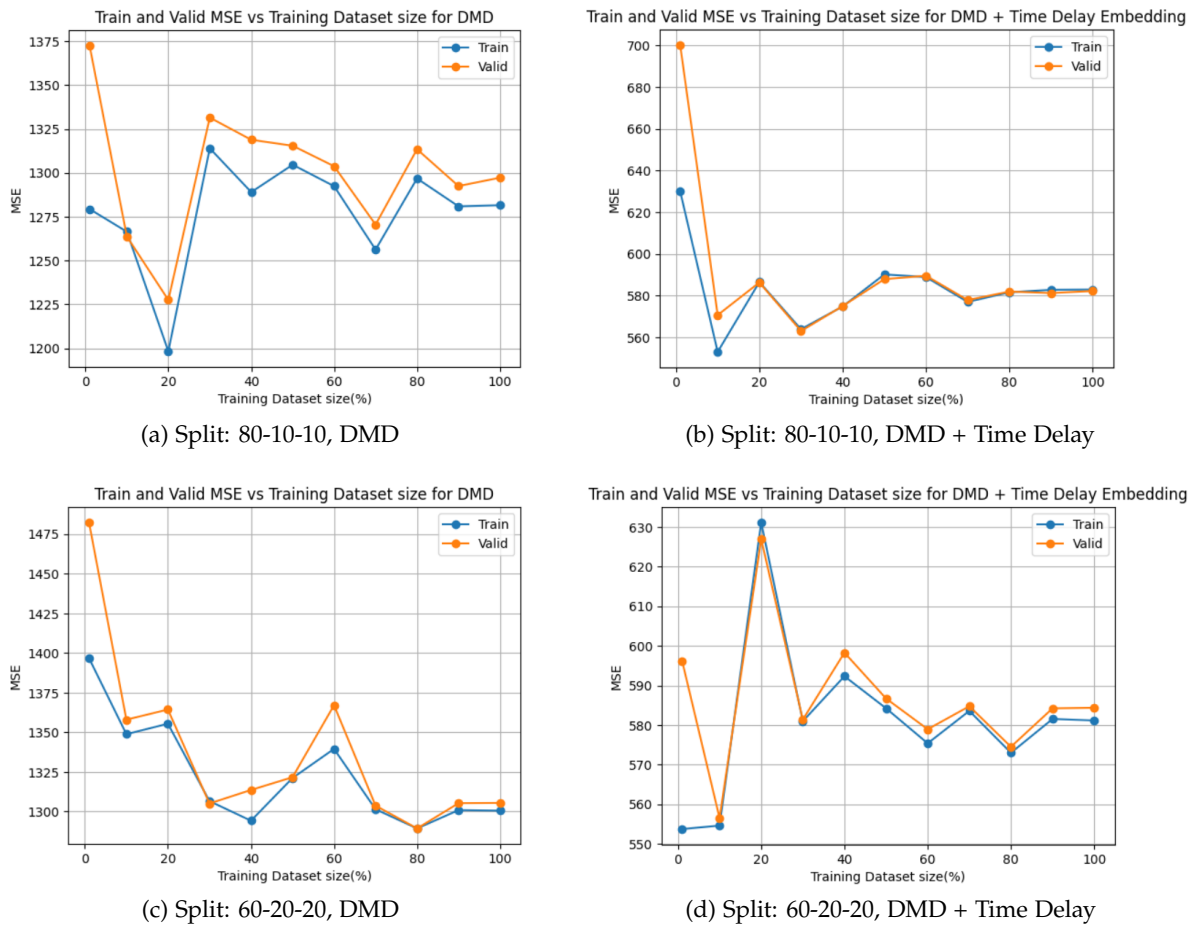 Train and Valid MSE vs Training Dataset size for DMD
Train
Valid
1375
1350
1325
1300
1275
1250
1225
1200
MSE
0 20 40 60 80 100
Training Dataset size(%)
(a) Split: 80-10-10, DMD
Train and Valid MSE vs Training Dataset size for DMD + Time Delay Embedding
Train
Valid
700
680
660
640
620
600
580
560
MSE
0 20 40 60 80 100
Training Dataset size(%)
(b) Split: 80-10-10, DMD + Time Delay
Train and Valid MSE vs Training Dataset size for DMD
Train
Valid
1475
1450
1425
1400
1375
1350
1325
1300
MSE
0 20 40 60 80 100
Training Dataset size(%)
(c) Split: 60-20-20, DMD
Train and Valid MSE vs Training Dataset size for DMD + Time Delay Embedding
Train
Valid
630
620
610
600
590
580
570
560
550
MSE
0 20 40 60 80 100
Training Dataset size(%)
(d) Split: 60-20-20, DMD + Time Delay